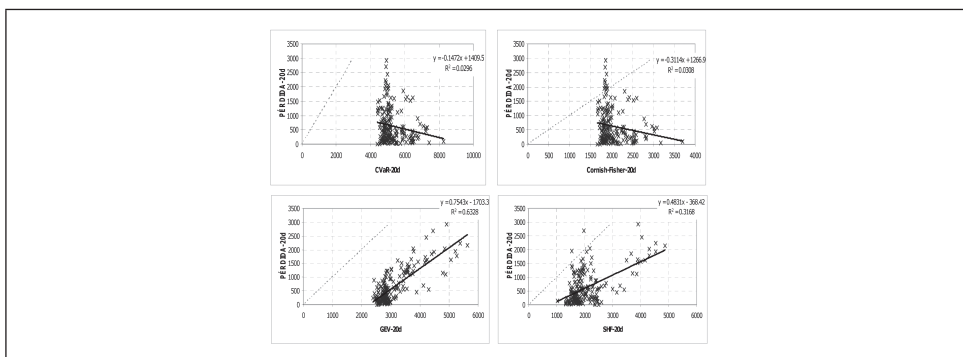 3500
3000
2500
2000
1500
1000
500
0
PÉRDIDA-20d
y = -0.1472x + 1409.5
R² = 0.0296
0 2000 4000 6000 8000 10000
CVaR-20d
3500
3000
2500
2000
1500
1000
500
0
PÉRDIDA-20d
y = -0.3114x + 1266.9
R² = 0.0308
0 500 1000 1500 2000 2500 3000 3500 4000
Cornish-Fisher-20d
3500
3000
2500
2000
1500
1000
500
0
PÉRDIDA-20d
y = 0.7543x - 1703.3
R² = 0.6328
0 1000 2000 3000 4000 5000 6000
GEV-20d
3500
3000
2500
2000
1500
1000
500
0
PÉRDIDA-20d
y = 0.4831x - 368.42
R² = 0.3168
0 1000 2000 3000 4000 5000 6000
SHF-20d